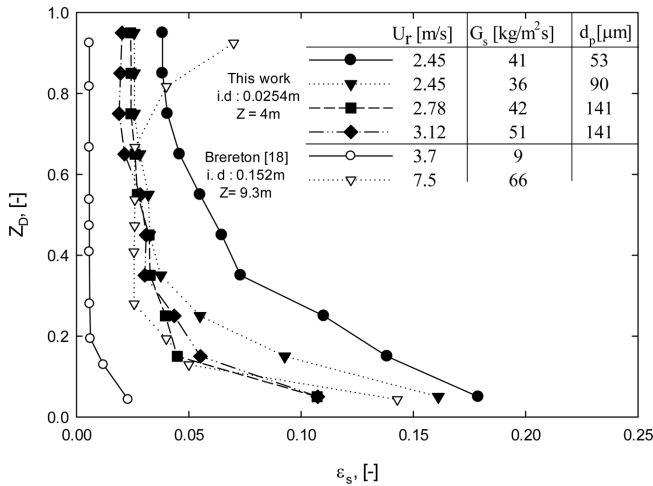 U_r [m/s] G_s [kg/m²s] d_p[μm]
2.45 41 53
2.45 36 90
2.78 42 141
3.12 51 141
3.7 9
7.5 66
This work
i.d : 0.0254m
Z = 4m
Brereton [18]
i. d : 0.152m
Z= 9.3m
Z_D, [-]
1.0
0.8
0.6
0.4
0.2
0.0
0.00 0.05 0.10 0.15 0.20 0.25
ε_s, [-]